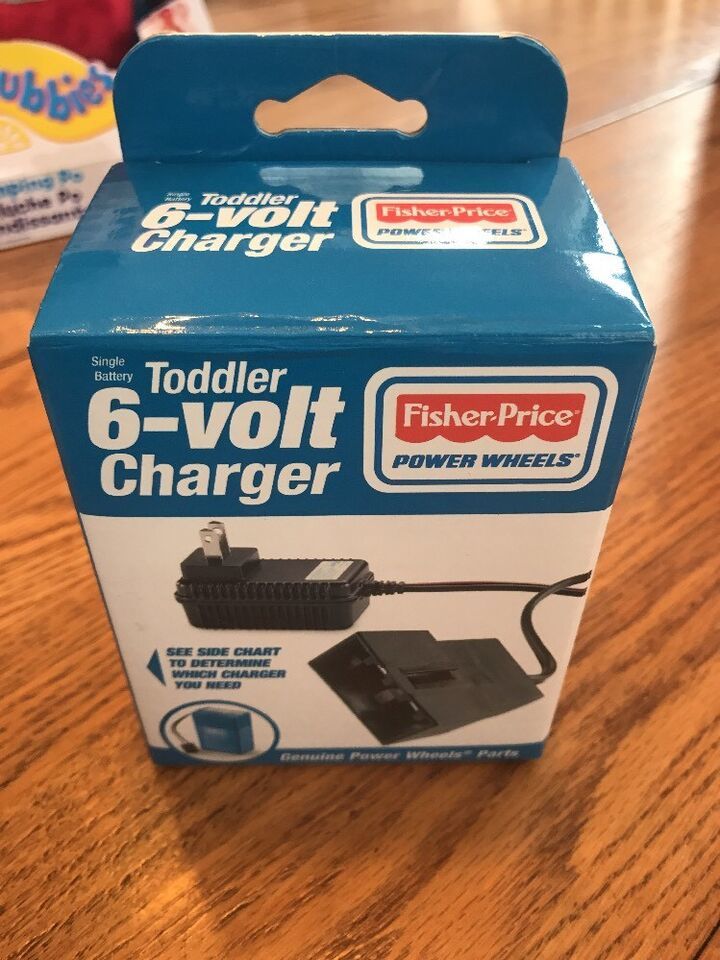 ubbies
Single
Battery
Toddler
6-volt
Charger
Fisher-Price
POWER WHEELS
Single
Battery
Toddler
6-volt
Charger
Fisher-Price®
POWER WHEELS®
SEE SIDE CHART
TO DETERMINE
WHICH CHARGER
YOU NEED
Genuine Power Wheels® Parts